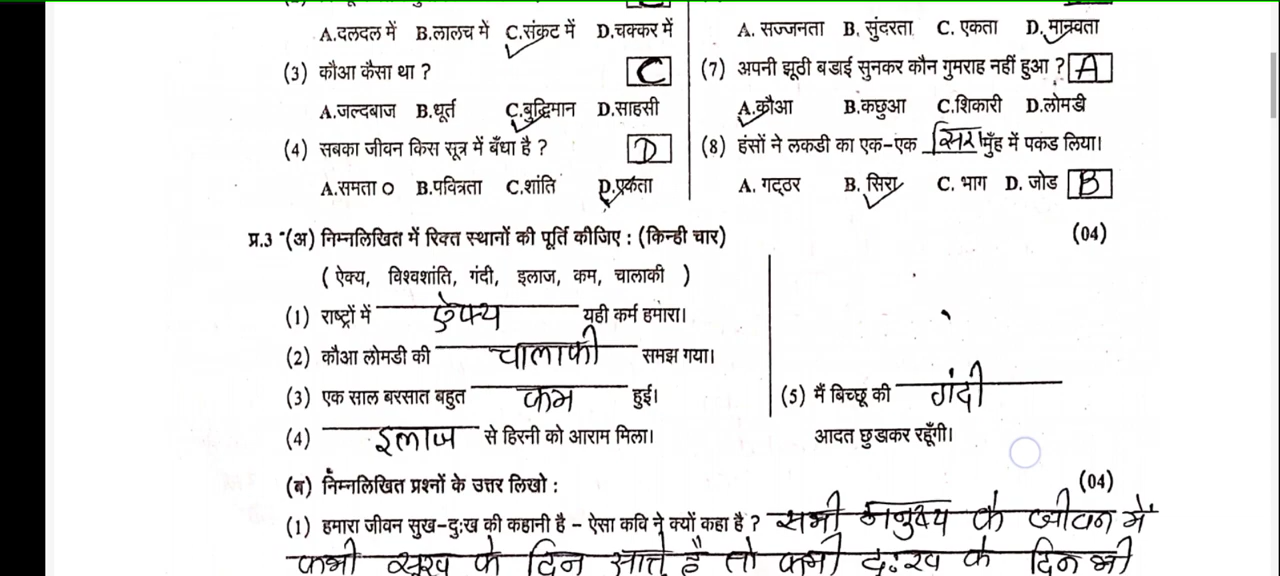 A.दलदल में B.लालच में C.संकट में D.चक्कर में
(3) कौआ कैसा था ? C
A.जल्दबाज B.धूर्त C.बुद्धिमान D.साहसी
(4) सबका जीवन किस सूत्र में बँधा है ? D
A.समता B.पवित्रता C.शांति D.एकता
A. सज्जनता B. सुंदरता C. एकता D. मानवता
(7) अपनी झूठी बडाई सुनकर कौन गुमराह नहीं हुआ ? A
A.कौआ B.कछुआ C.शिकारी D.लोमडी
(8) हंसों ने लकडी का एक-एक सिरा मुँह में पकड लिया।
A. गट्ठर B. सिरा C. भाग D. जोड B
प्र.3 (अ) निम्नलिखित में रिक्त स्थानों की पूर्ति कीजिए : (किन्ही चार) (04)
( ऐक्य, विश्वशांति, गंदी, इलाज, कम, चालाकी )
(1) राष्ट्रों में ऐक्य यही कर्म हमारा।
(2) कौआ लोमडी की चालाकी समझ गया।
(3) एक साल बरसात बहुत कम हुई।
(4) इलाज से हिरनी को आराम मिला।
(5) मैं बिच्छू की गंदी
आदत छुडाकर रहूँगी।
(ब) निम्नलिखित प्रश्नों के उत्तर लिखो : (04)
(1) हमारा जीवन सुख-दुःख की कहानी है - ऐसा कवि ने क्यों कहा है ? सभी मनुष्य के जीवन में
कभी सुख के दिन आते है तो कभी दुःख के दिन भी